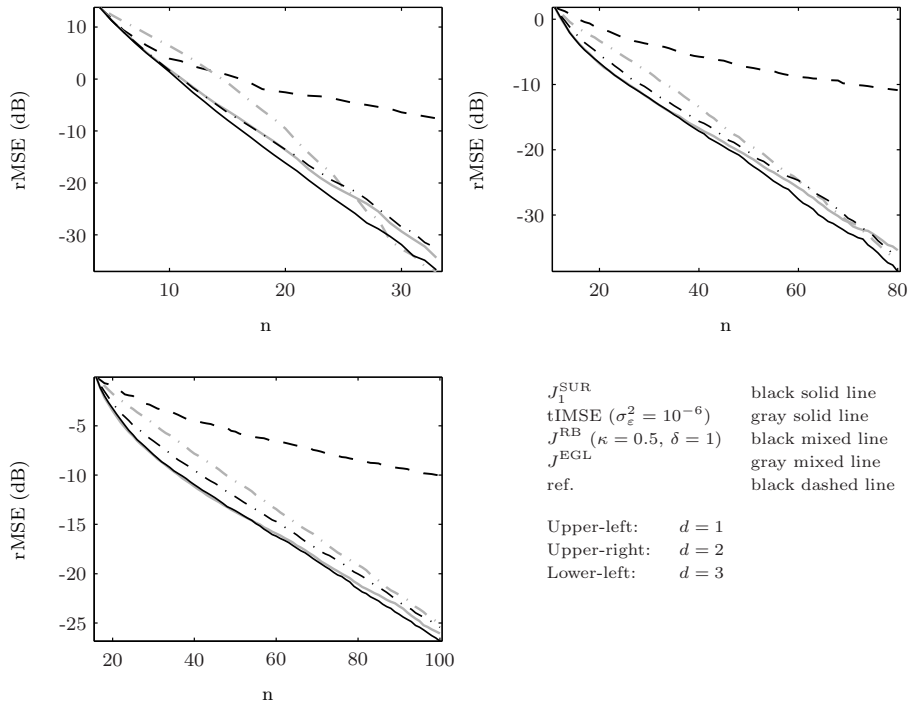 10
0
-10
-20
-30
rMSE (dB)
10
20
30
n
0
-10
-20
-30
rMSE (dB)
20
40
60
80
n
-5
-10
-15
-20
-25
rMSE (dB)
20
40
60
80
100
n
J₁^SUR black solid line
tIMSE (σ_ε² = 10⁻⁶) gray solid line
J^RB (κ = 0.5, δ = 1) black mixed line
J^EGL gray mixed line
ref. black dashed line
Upper-left: d = 1
Upper-right: d = 2
Lower-left: d = 3